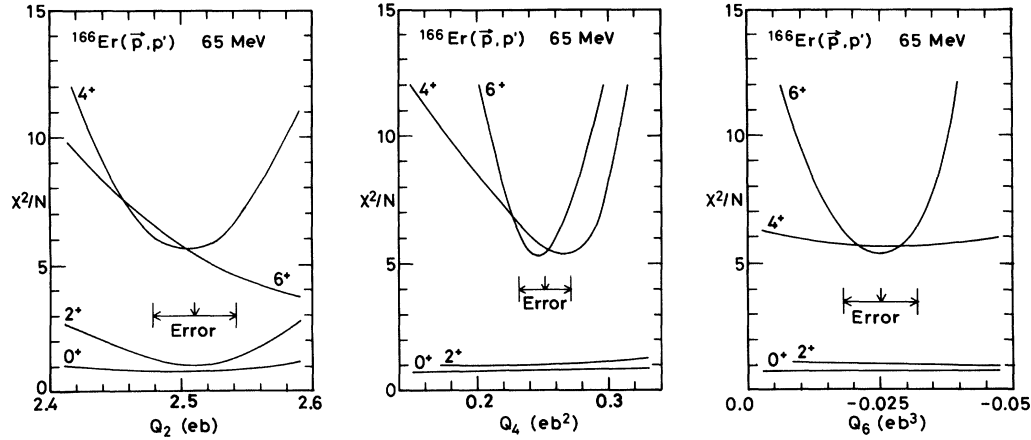 ¹⁶⁶Er(p⃗,p') 65 MeV
15
10
5
0
χ²/N
4⁺
6⁺
2⁺
0⁺
Error
2.4 2.5 2.6
Q₂ (eb)
¹⁶⁶Er(p⃗,p') 65 MeV
15
10
5
0
χ²/N
4⁺
6⁺
0⁺ 2⁺
Error
0.2 0.3
Q₄ (eb²)
¹⁶⁶Er(p⃗,p') 65 MeV
15
10
5
0
χ²/N
6⁺
4⁺
0⁺ 2⁺
Error
0.0 -0.025 -0.05
Q₆ (eb³)